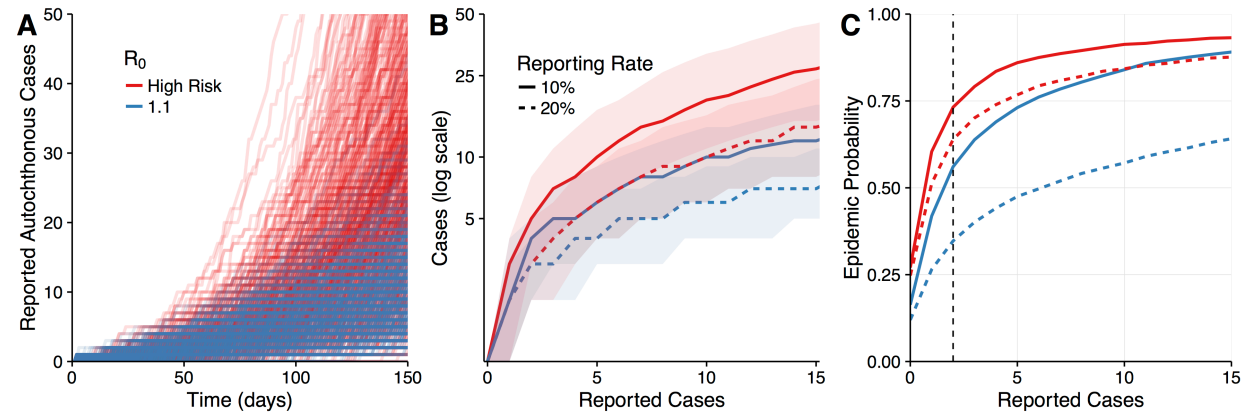 A
Reported Autochthonous Cases
50
40
30
20
10
0
R0
High Risk
1.1
0
50
100
150
Time (days)
B
Cases (log scale)
50
25
10
5
Reporting Rate
10%
20%
0
5
10
15
Reported Cases
C
Epidemic Probability
1.00
0.75
0.50
0.25
0.00
0
5
10
15
Reported Cases